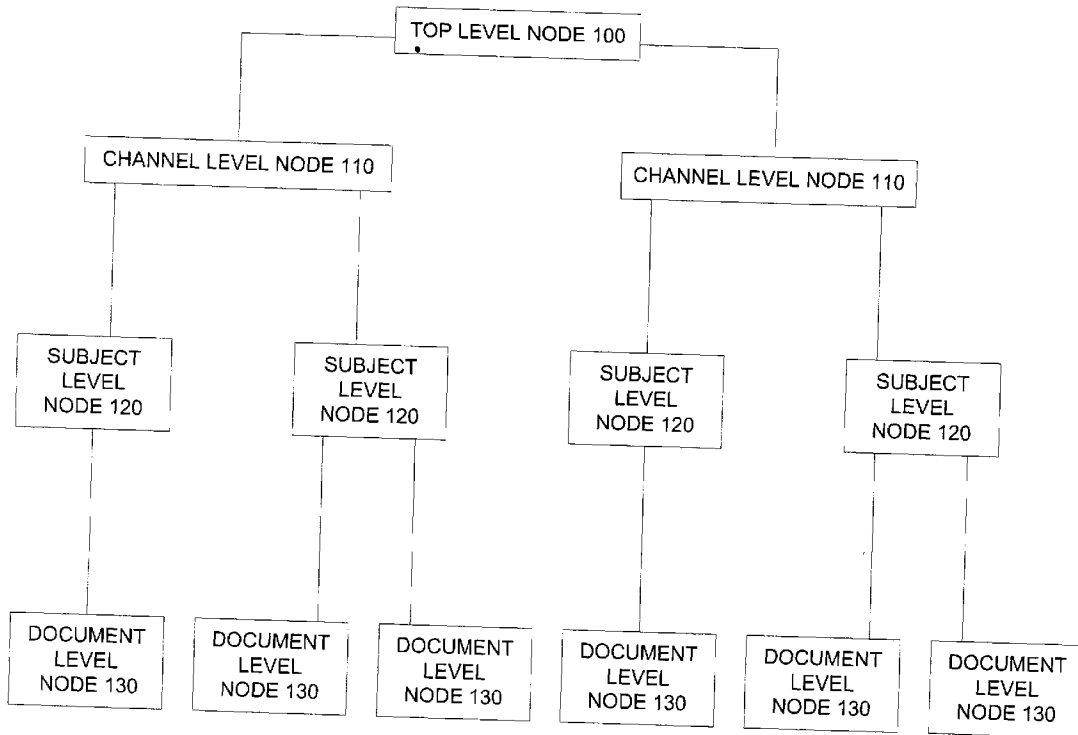 TOP LEVEL NODE 100
CHANNEL LEVEL NODE 110
CHANNEL LEVEL NODE 110
SUBJECT
LEVEL
NODE 120
SUBJECT
LEVEL
NODE 120
SUBJECT
LEVEL
NODE 120
SUBJECT
LEVEL
NODE 120
DOCUMENT
LEVEL
NODE 130
DOCUMENT
LEVEL
NODE 130
DOCUMENT
LEVEL
NODE 130
DOCUMENT
LEVEL
NODE 130
DOCUMENT
LEVEL
NODE 130
DOCUMENT
LEVEL
NODE 130